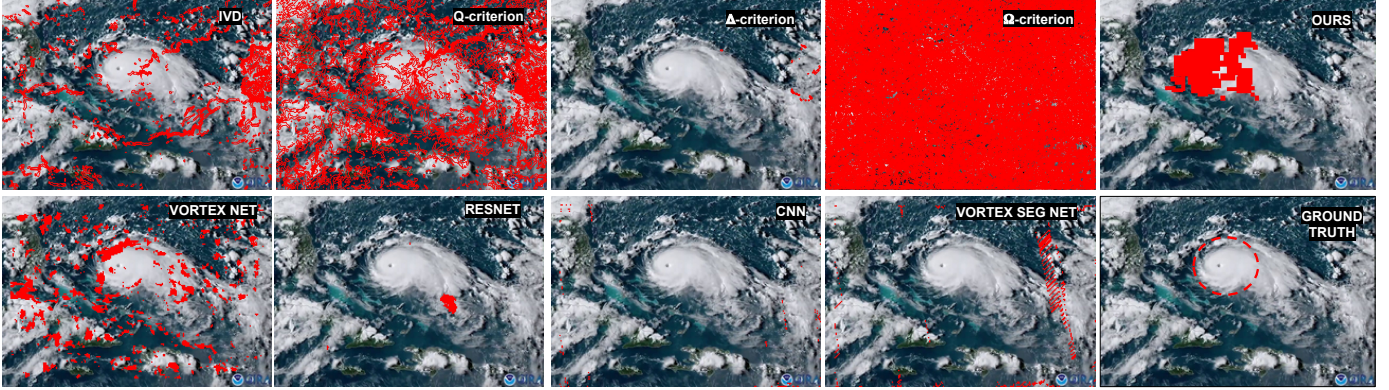 IVD
Q-criterion
Δ-criterion
Ω-criterion
OURS
VORTEX NET
RESNET
CNN
VORTEX SEG NET
GROUND
TRUTH